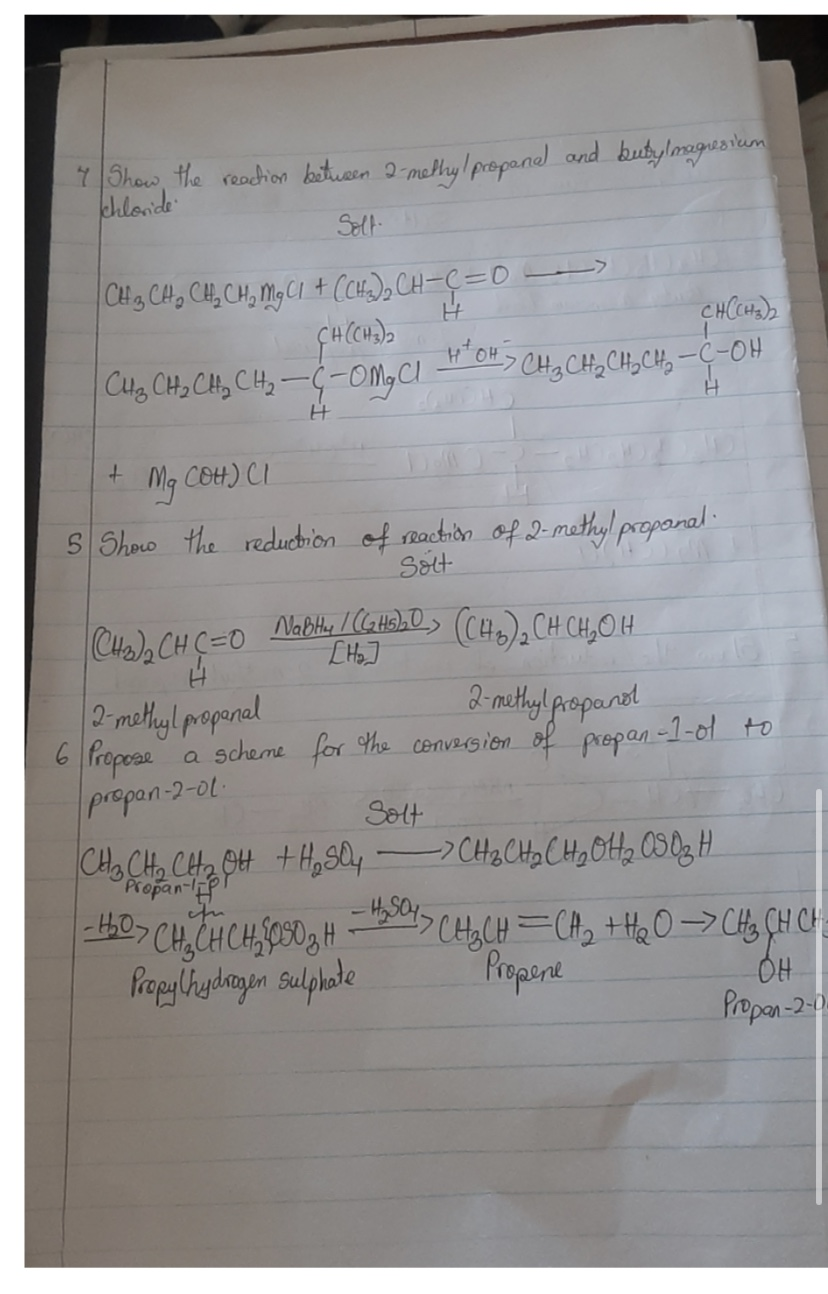 4 Show the reaction between 2-methylpropanal and butylmagnesium
chloride.
Soln.
CH3CH2CH2CH2MgCl + (CH3)2CH-C=O →
H
CH(CH3)2
CH(CH3)2
CH3CH2CH2CH2-C-OMgCl H+OH-> CH3CH2CH2CH2-C-OH
H
H
+ Mg(OH)Cl
5 Show the reduction of reaction of 2-methylpropanal.
Soln
(CH3)2CHC=O NaBH4/(C2H5)2O> (CH3)2CHCH2OH
H [H2]
2-methylpropanal 2-methylpropanol
6 Propose a scheme for the conversion of propan-1-ol to
propan-2-ol.
Soln
CH3CH2CH2OH + H2SO4 → CH3CH2CH2OH2OSO3H
Propan-1
-H2O> CH3CHCH2OSO3H -H2SO4> CH3CH=CH2 + H2O → CH3CHCH3
OH
Propylhydrogen sulphate Propene
Propan-2-ol